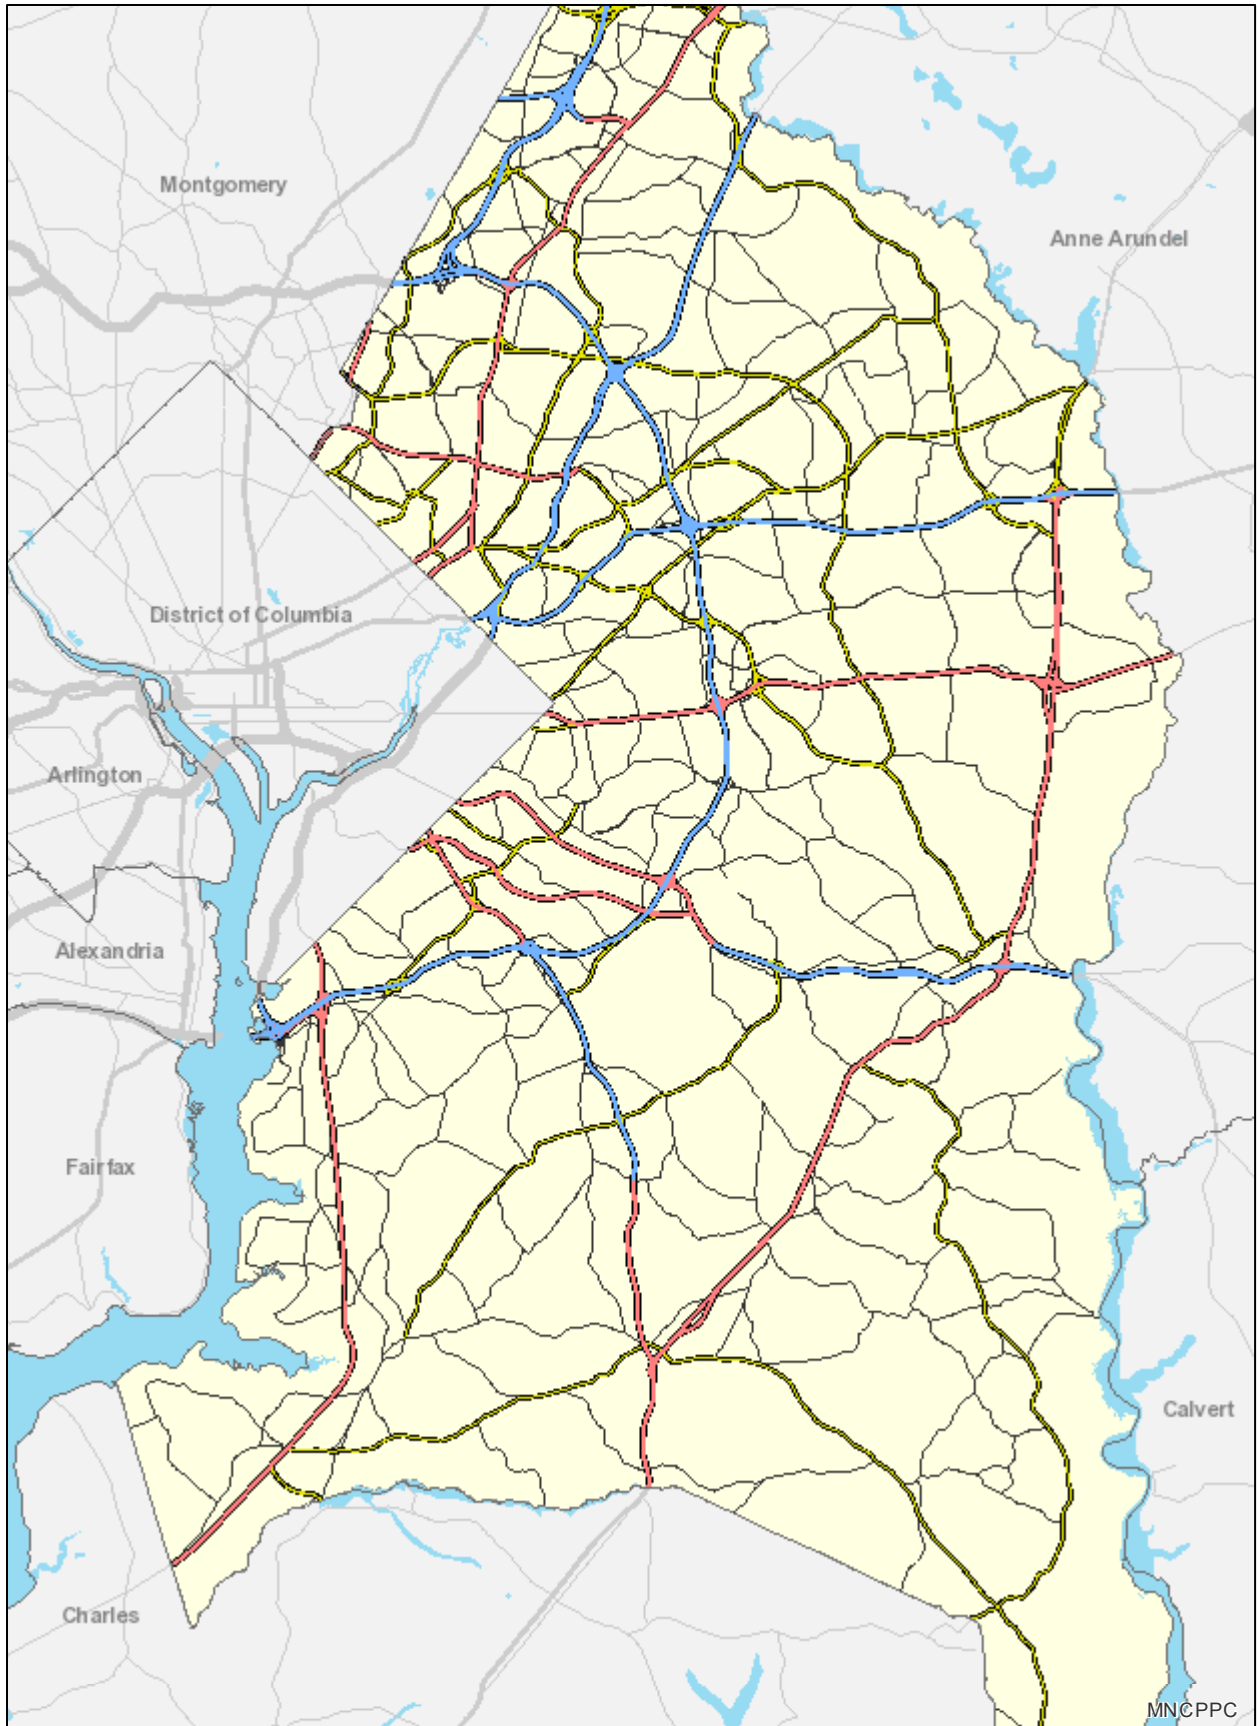 Montgomery
Anne Arundel
District of Columbia
Arlington
Alexandria
Fairfax
Calvert
Charles
MNCPPC